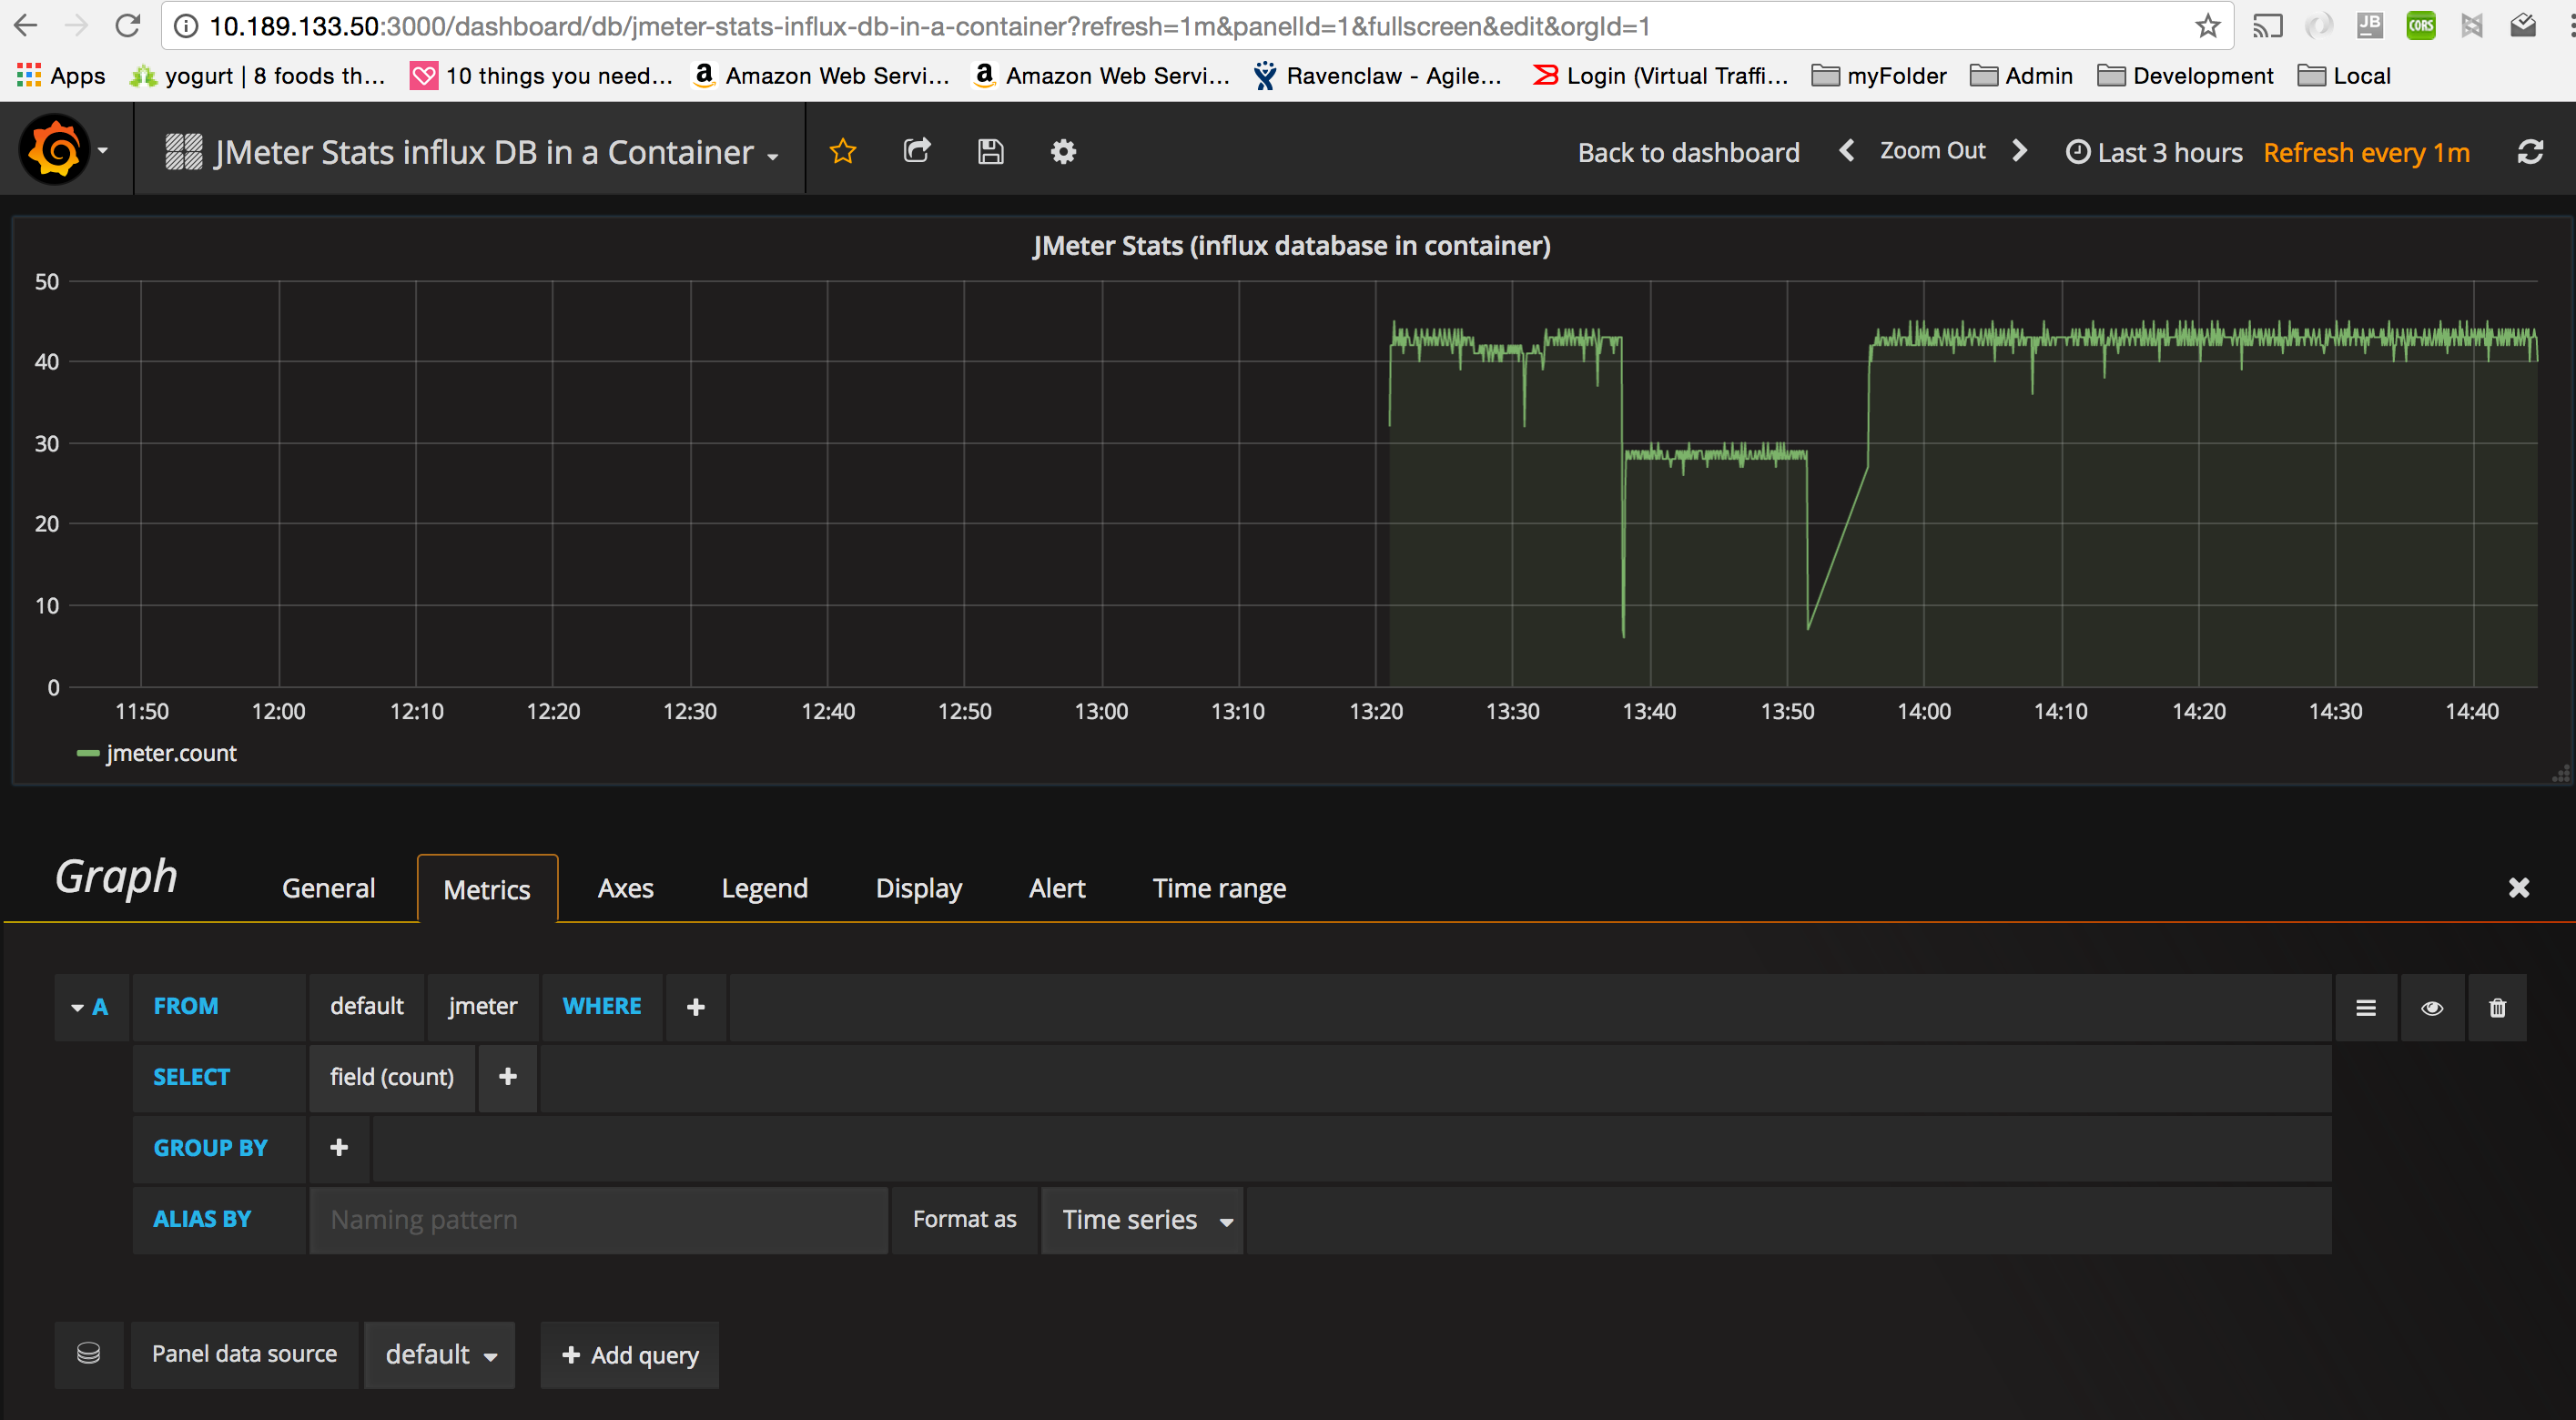 10.189.133.50:3000/dashboard/db/jmeter-stats-influx-db-in-a-container?refresh=1m&panelId=1&fullscreen&edit&orgId=1
JB
CORS
Apps yogurt | 8 foods th... 10 things you need... Amazon Web Servi... Amazon Web Servi... Ravenclaw - Agile... Login (Virtual Traffi... myFolder Admin Development Local
JMeter Stats influx DB in a Container Back to dashboard Zoom Out Last 3 hours Refresh every 1m
JMeter Stats (influx database in container)
50
40
30
20
10
0
11:50 12:00 12:10 12:20 12:30 12:40 12:50 13:00 13:10 13:20 13:30 13:40 13:50 14:00 14:10 14:20 14:30 14:40
jmeter.count
Graph General Metrics Axes Legend Display Alert Time range
A FROM default jmeter WHERE +
SELECT field (count) +
GROUP BY +
ALIAS BY Naming pattern Format as Time series
Panel data source default + Add query